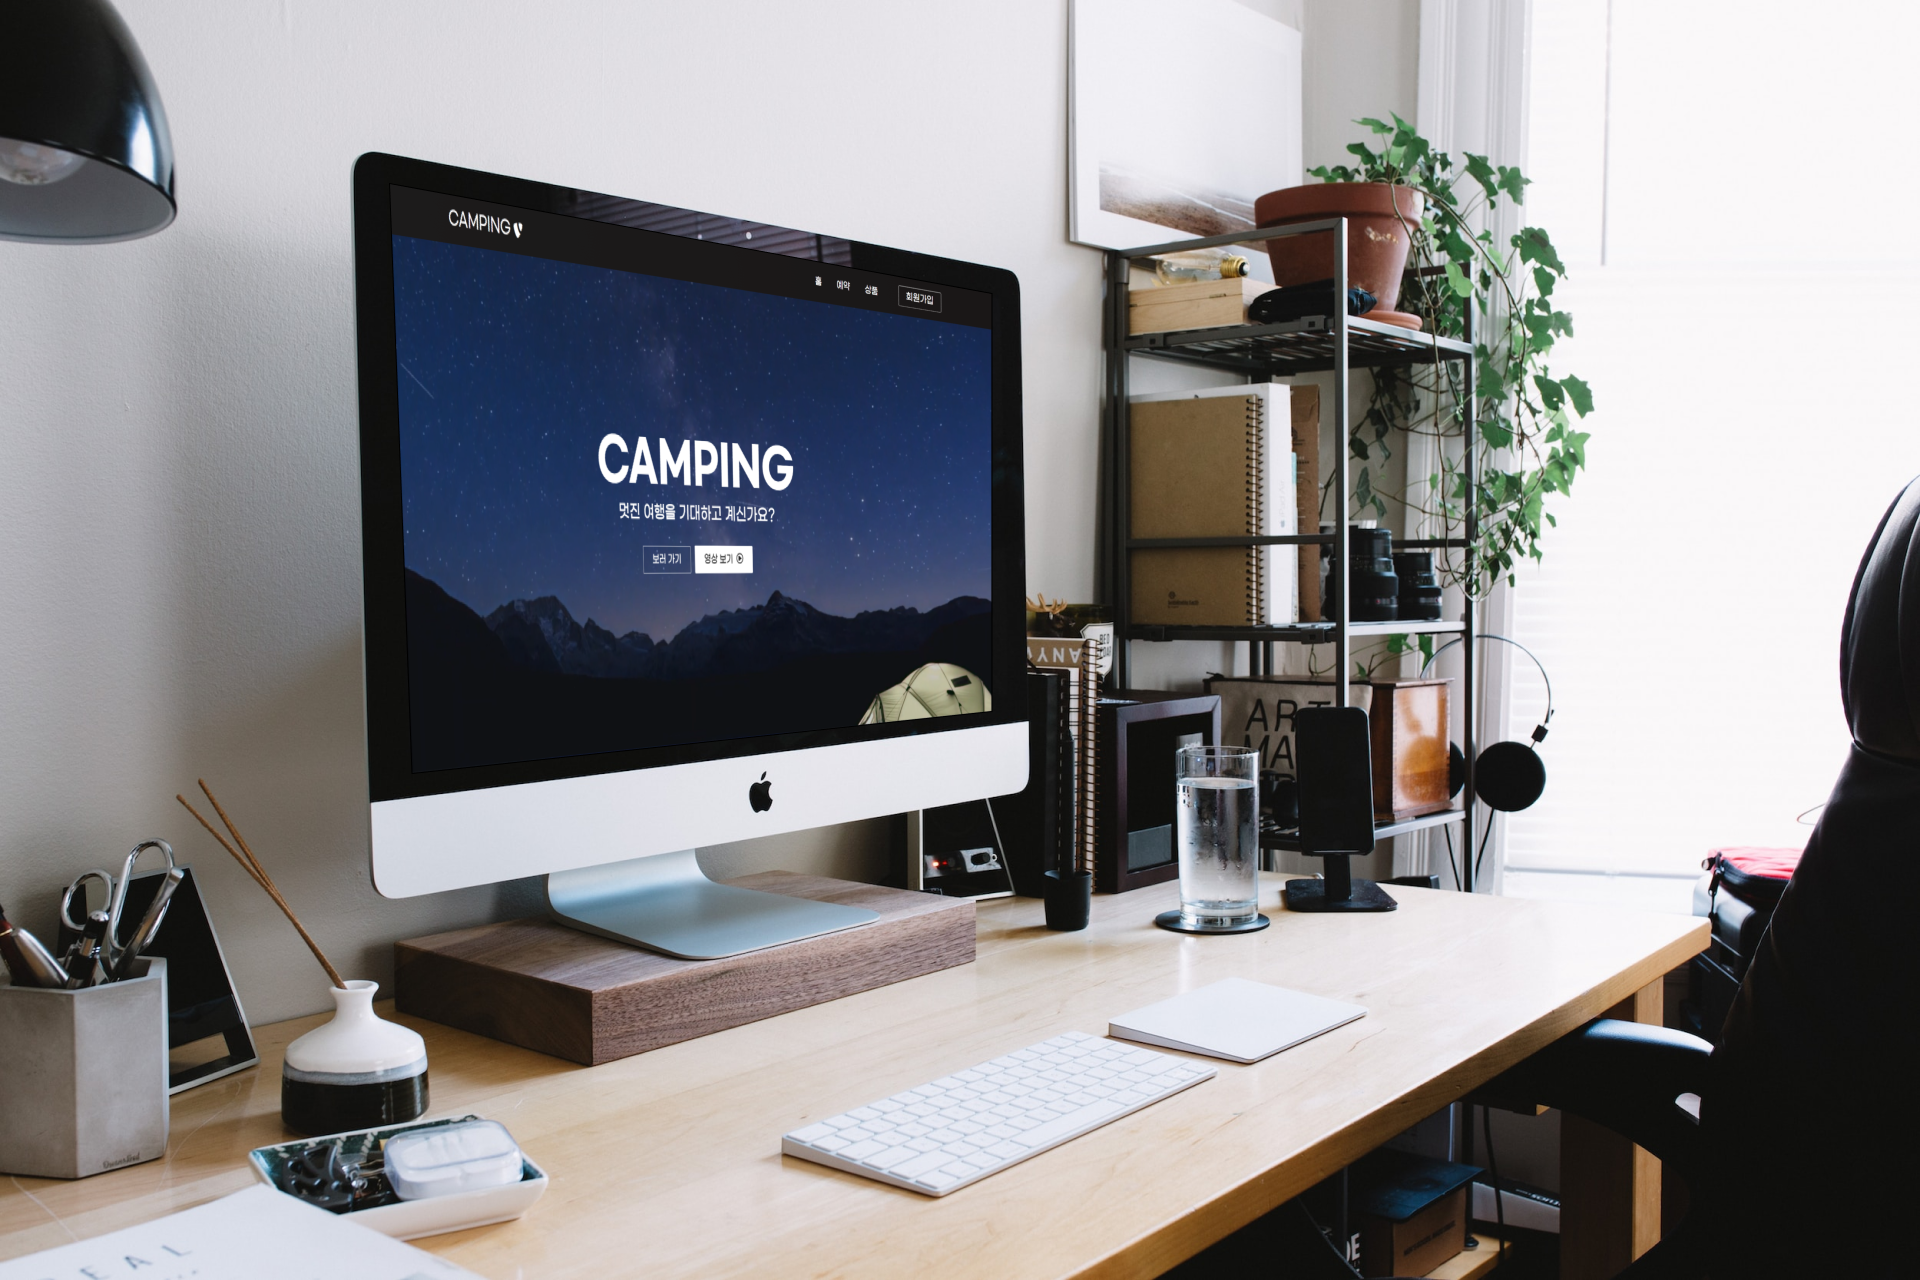 CAMPING
홈 예약 상품 회원가입
CAMPING
멋진 여행을 기대하고 계신가요?
보러 가기 영상 보기
ANY
ART
MA
EAL